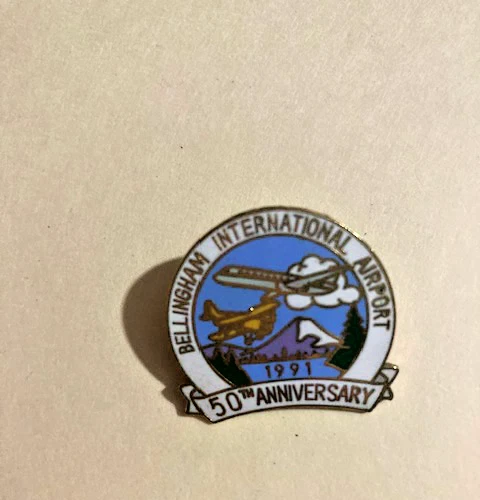 BELLINGHAM INTERNATIONAL AIRPORT
1991
50TH ANNIVERSARY